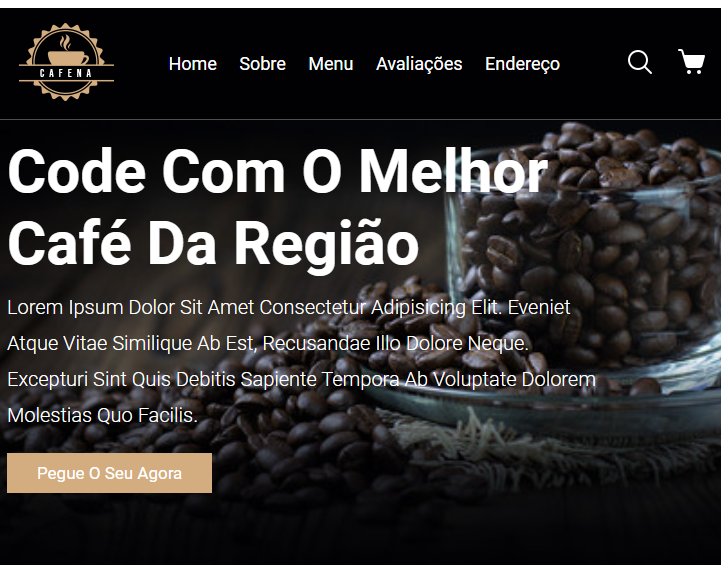 CAFENA
Home Sobre Menu Avaliações Endereço
Code Com O Melhor
Café Da Região
Lorem Ipsum Dolor Sit Amet Consectetur Adipisicing Elit. Eveniet
Atque Vitae Similique Ab Est, Recusandae Illo Dolore Neque.
Excepturi Sint Quis Debitis Sapiente Tempora Ab Voluptate Dolorem
Molestias Quo Facilis.
Pegue O Seu Agora